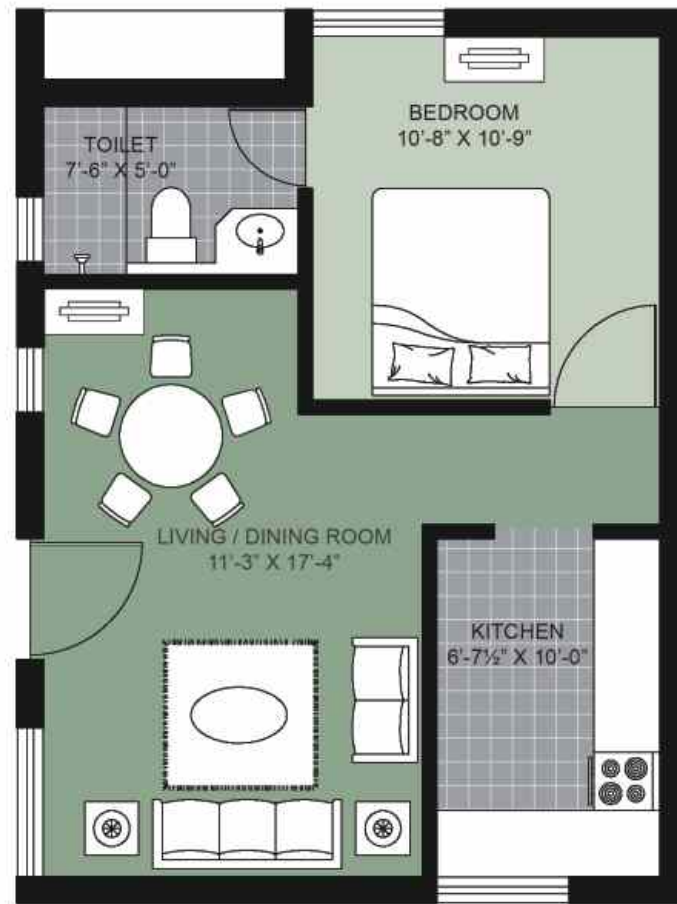 BEDROOM
10'-8" X 10'-9"
TOILET
7'-6" X 5'-0"
LIVING / DINING ROOM
11'-3" X 17'-4"
KITCHEN
6'-7½" X 10'-0"